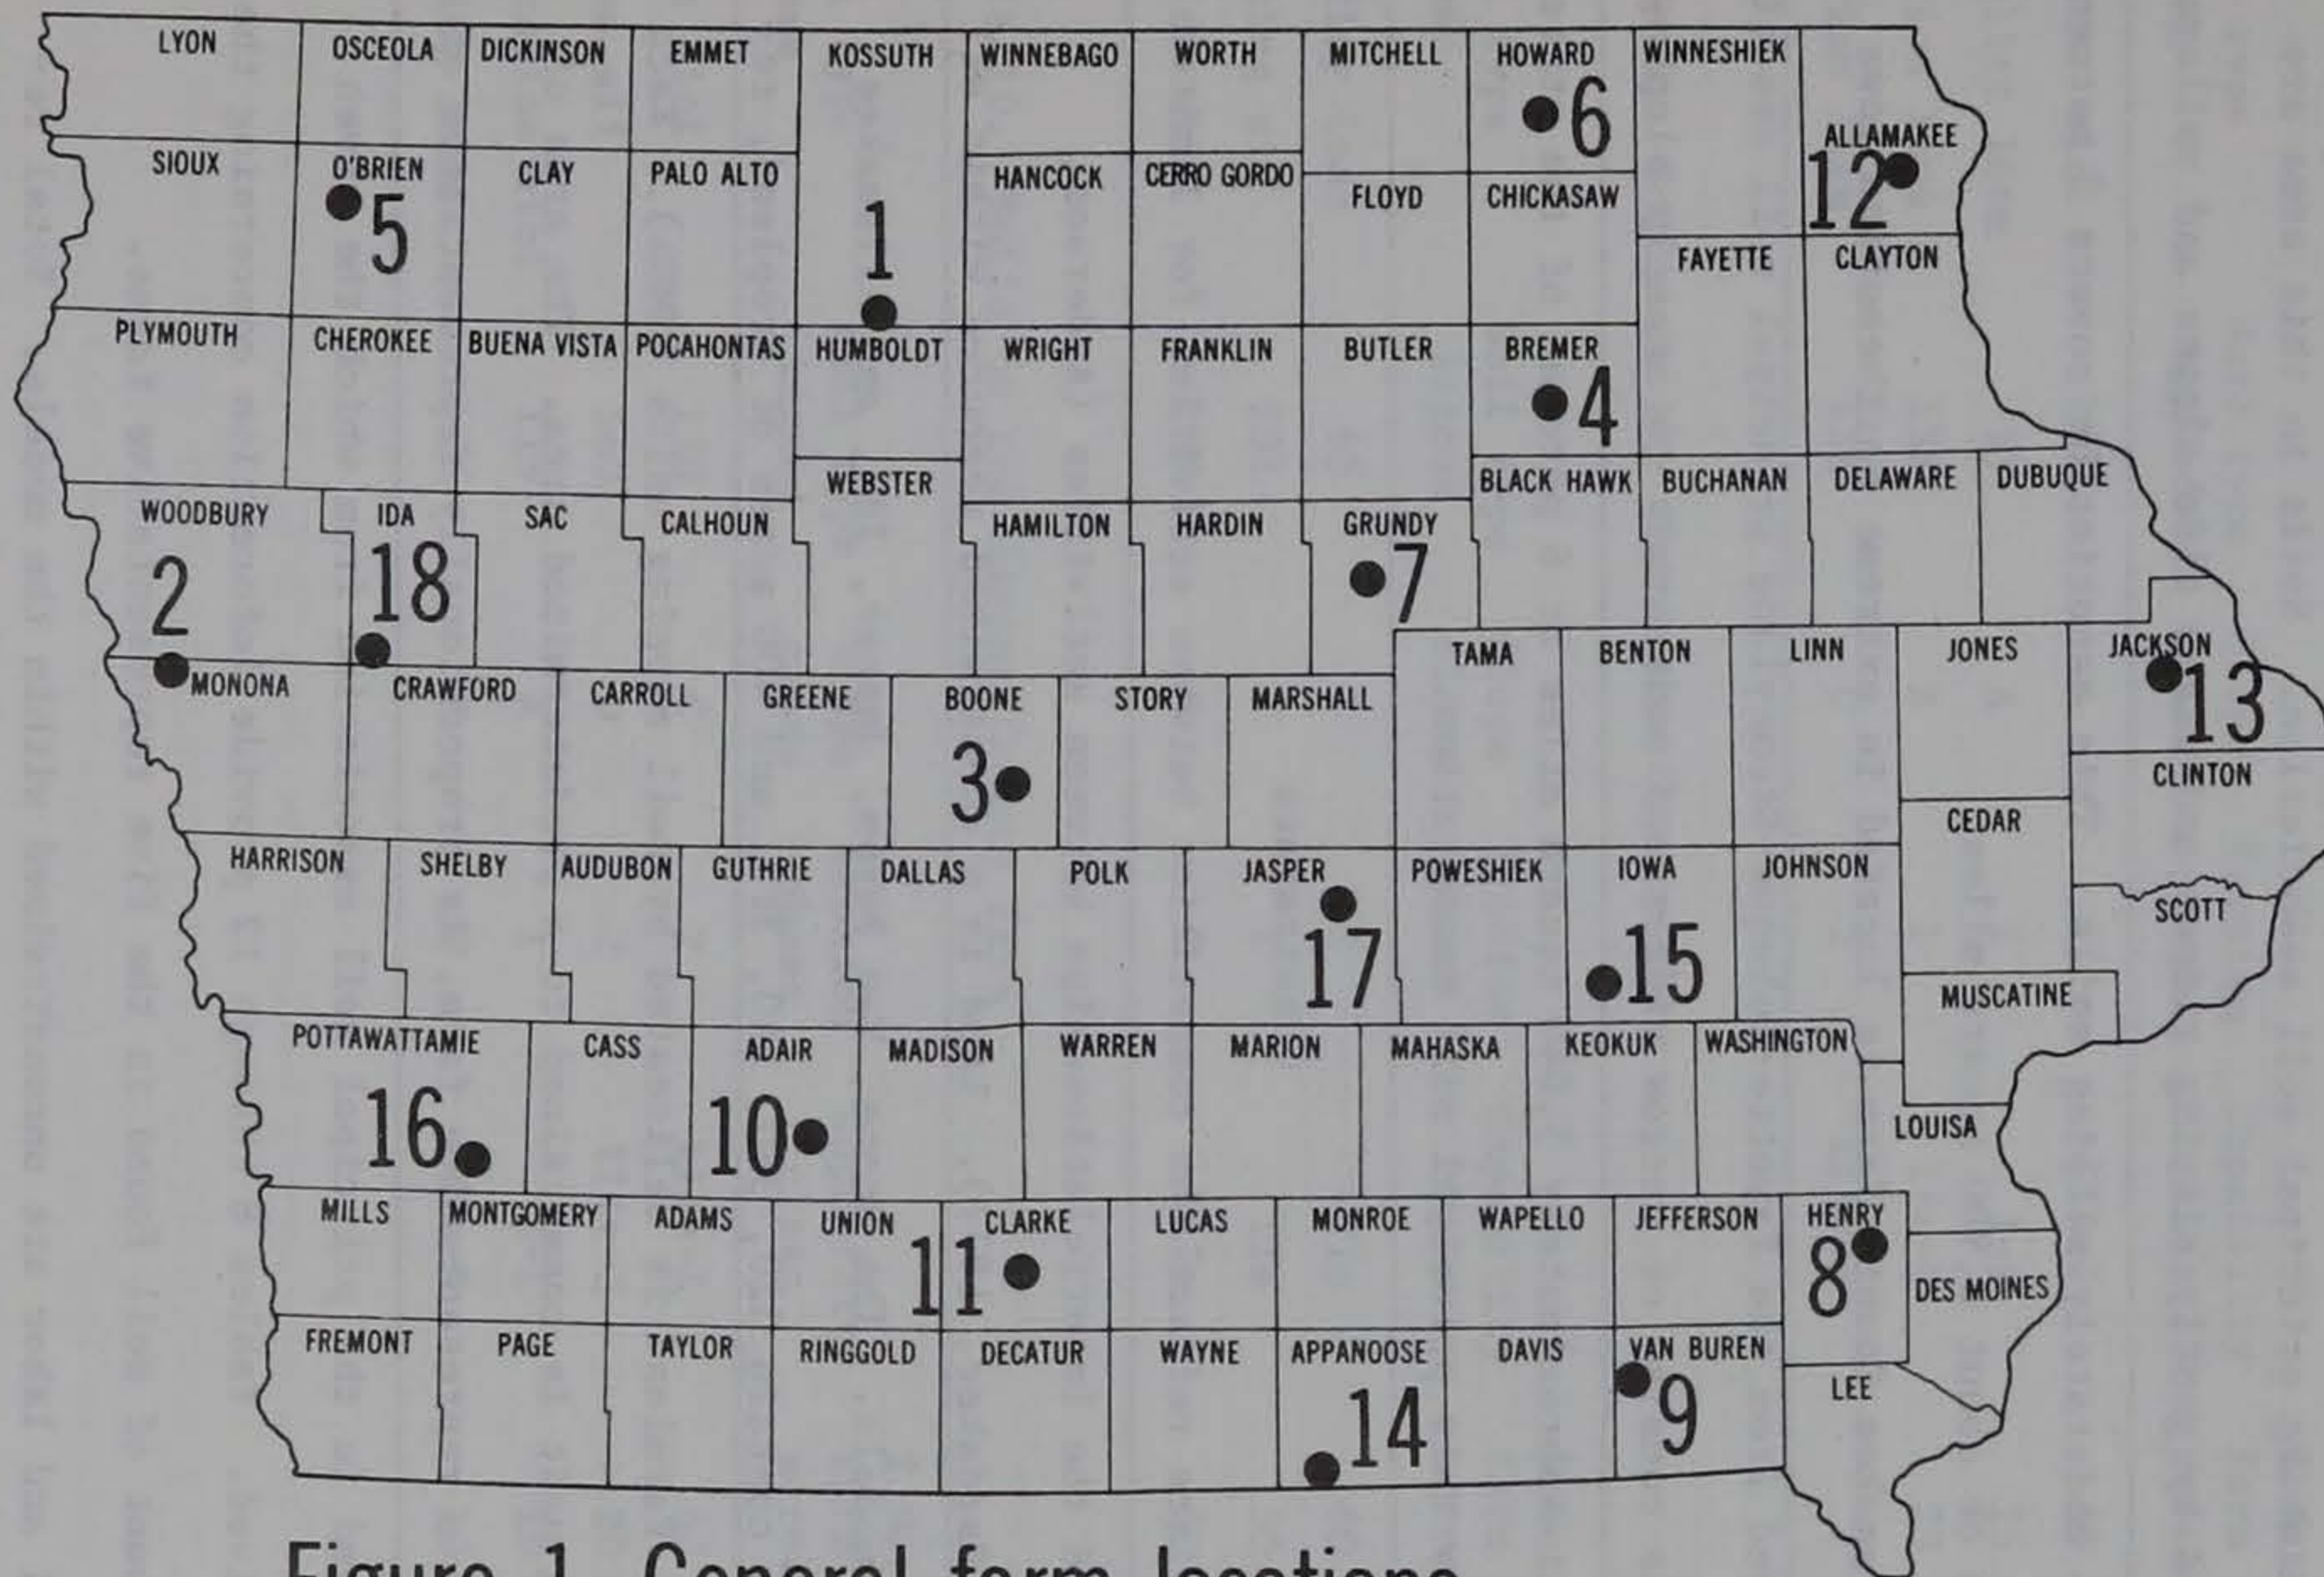 LYON OSCEOLA DICKINSON EMMET KOSSUTH WINNEBAGO WORTH MITCHELL HOWARD WINNESHIEK
6
ALLAMAKEE
12
SIOUX O'BRIEN CLAY PALO ALTO HANCOCK CERRO GORDO FLOYD CHICKASAW
5
1
FAYETTE CLAYTON
PLYMOUTH CHEROKEE BUENA VISTA POCAHONTAS HUMBOLDT WRIGHT FRANKLIN BUTLER BREMER
4
WEBSTER BLACK HAWK BUCHANAN DELAWARE DUBUQUE
WOODBURY IDA SAC CALHOUN HAMILTON HARDIN GRUNDY
2 18 7
TAMA BENTON LINN JONES JACKSON
13
MONONA CRAWFORD CARROLL GREENE BOONE STORY MARSHALL
3
CLINTON
CEDAR
HARRISON SHELBY AUDUBON GUTHRIE DALLAS POLK JASPER POWESHIEK IOWA JOHNSON
SCOTT
17 15
MUSCATINE
POTTAWATTAMIE CASS ADAIR MADISON WARREN MARION MAHASKA KEOKUK WASHINGTON
16 10
LOUISA
MILLS MONTGOMERY ADAMS UNION CLARKE LUCAS MONROE WAPELLO JEFFERSON HENRY
11 8
DES MOINES
FREMONT PAGE TAYLOR RINGGOLD DECATUR WAYNE APPANOOSE DAVIS VAN BUREN
LEE
14 9
Figure 1. General farm locations